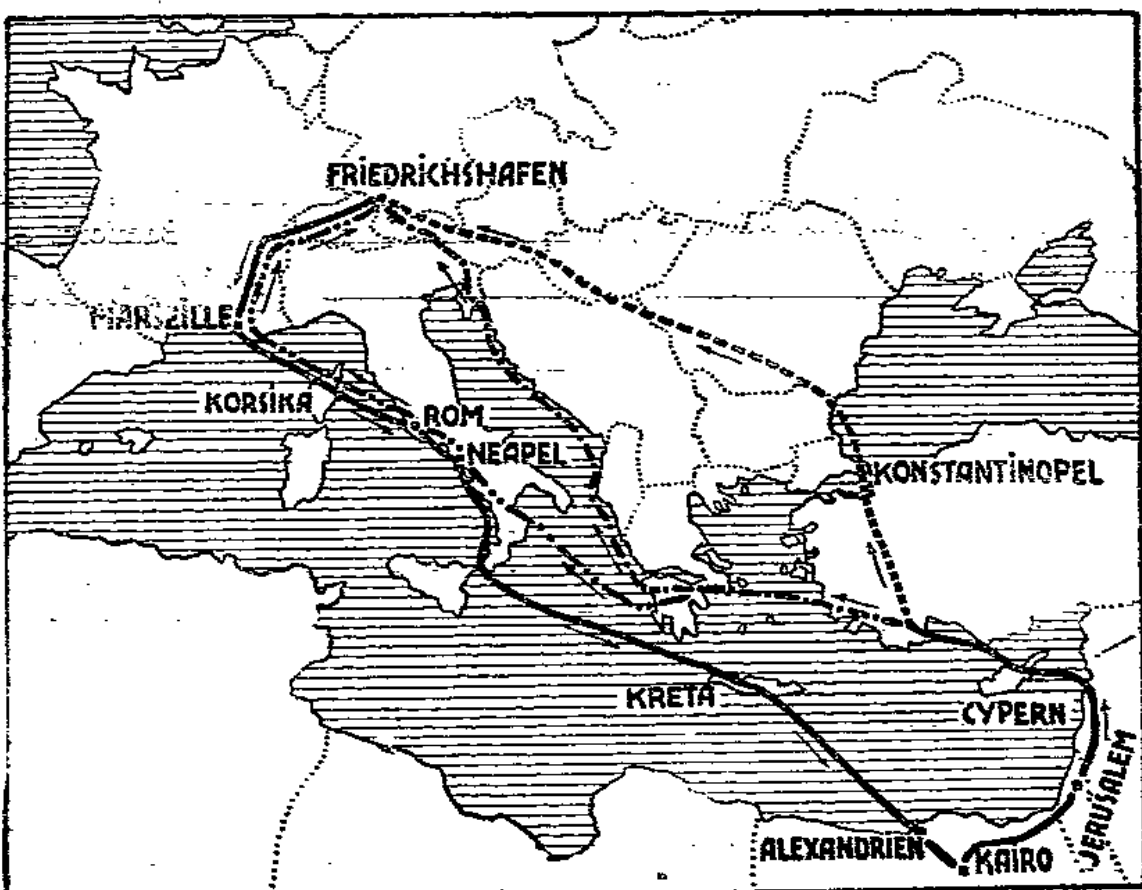 FRIEDRICHSHAFEN
MARSEILLE
KORSIKA
ROM
NEAPEL
KONSTANTINOPEL
KRETA
CYPERN
JERUSALEM
ALEXANDRIEN
KAIRO